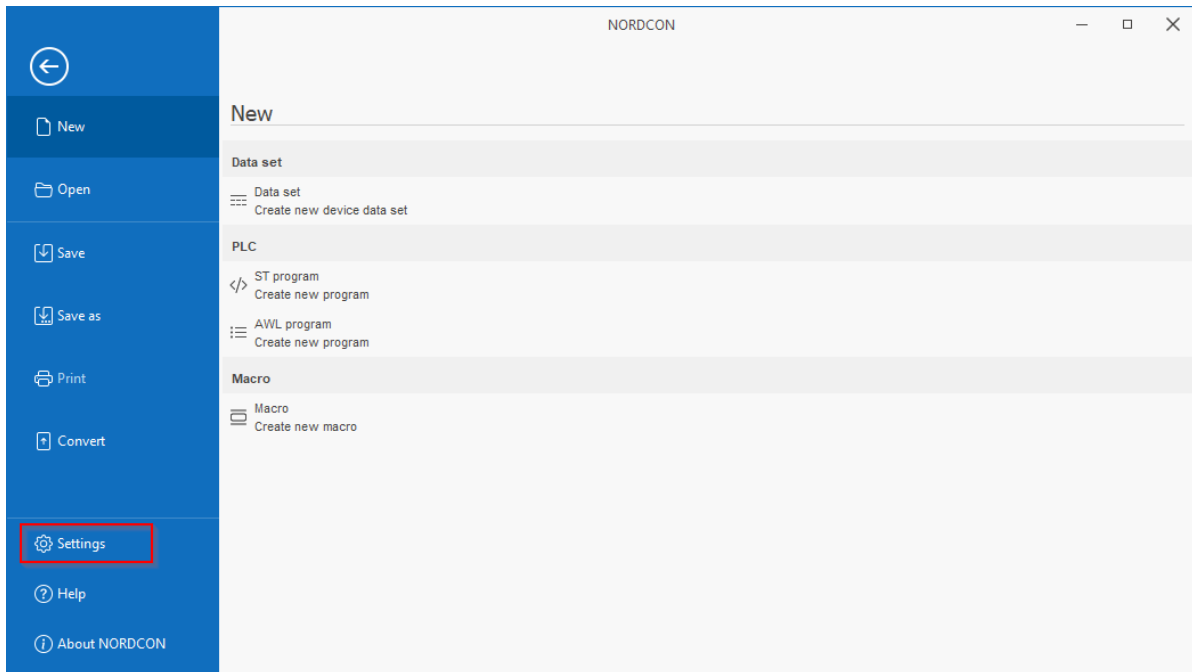 NORDCON
New
Open
Save
Save as
Print
Convert
Settings
Help
About NORDCON
New
Data set
Data set
Create new device data set
PLC
ST program
Create new program
AWL program
Create new program
Macro
Macro
Create new macro